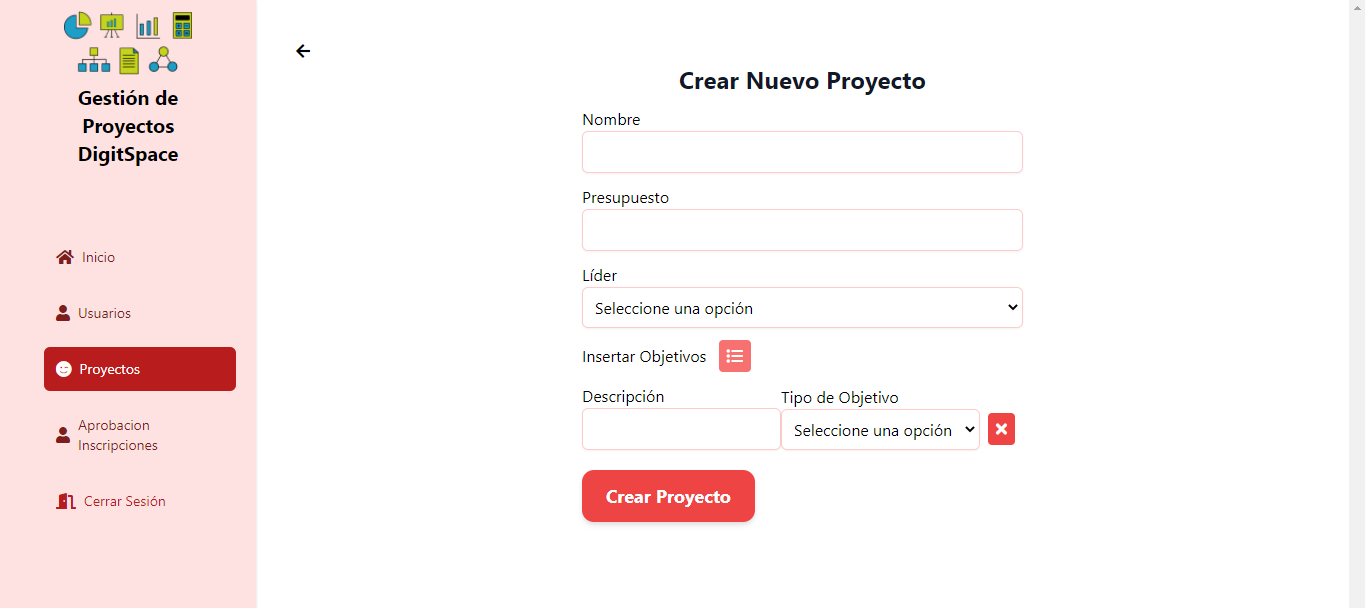 Gestión de
Proyectos
DigitSpace
Inicio
Usuarios
Proyectos
Aprobacion
Inscripciones
Cerrar Sesión
Crear Nuevo Proyecto
Nombre
Presupuesto
Líder
Seleccione una opción
Insertar Objetivos
Descripción
Tipo de Objetivo
Seleccione una opción
Crear Proyecto